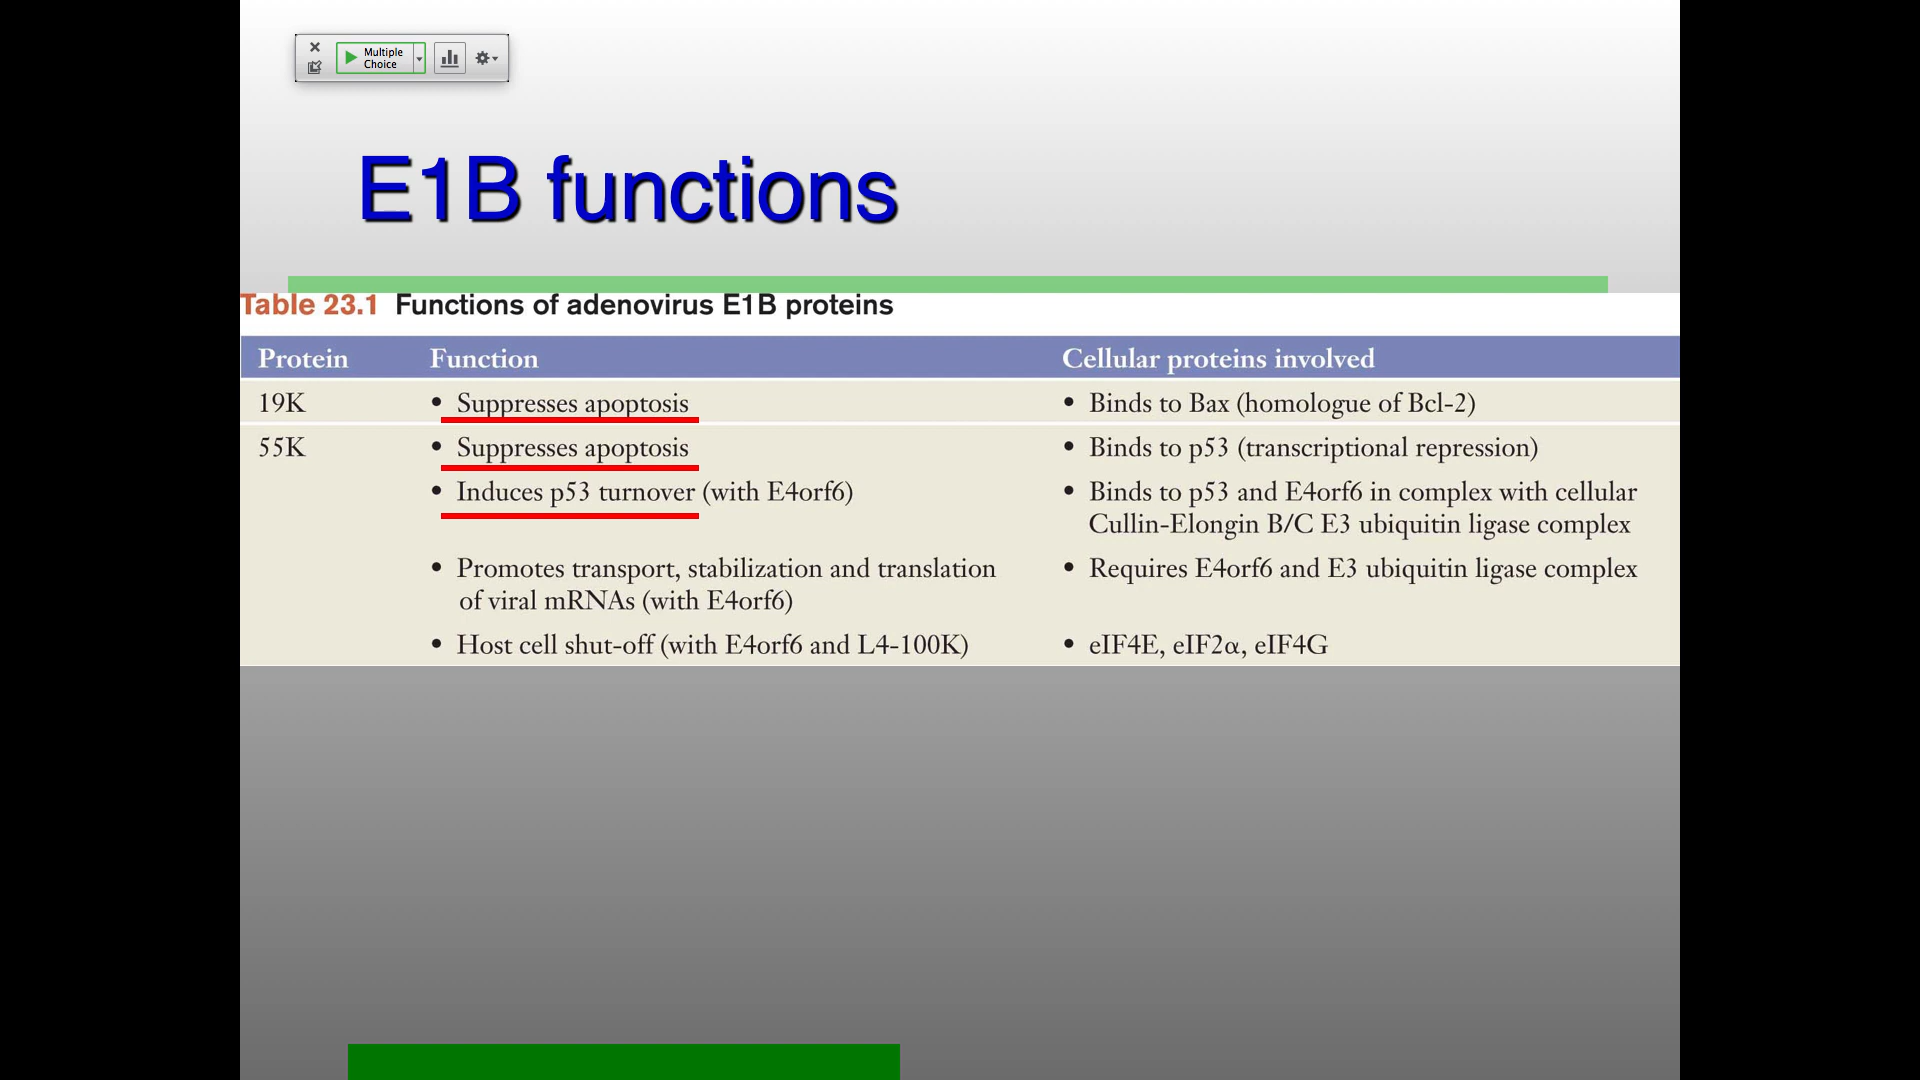 Multiple
Choice
E1B functions
Table 23.1 Functions of adenovirus E1B proteins
Protein Function Cellular proteins involved
19K • Suppresses apoptosis • Binds to Bax (homologue of Bcl-2)
55K • Suppresses apoptosis • Binds to p53 (transcriptional repression)
• Induces p53 turnover (with E4orf6) • Binds to p53 and E4orf6 in complex with cellular
Cullin-Elongin B/C E3 ubiquitin ligase complex
• Promotes transport, stabilization and translation • Requires E4orf6 and E3 ubiquitin ligase complex
of viral mRNAs (with E4orf6)
• Host cell shut-off (with E4orf6 and L4-100K) • eIF4E, eIF2α, eIF4G